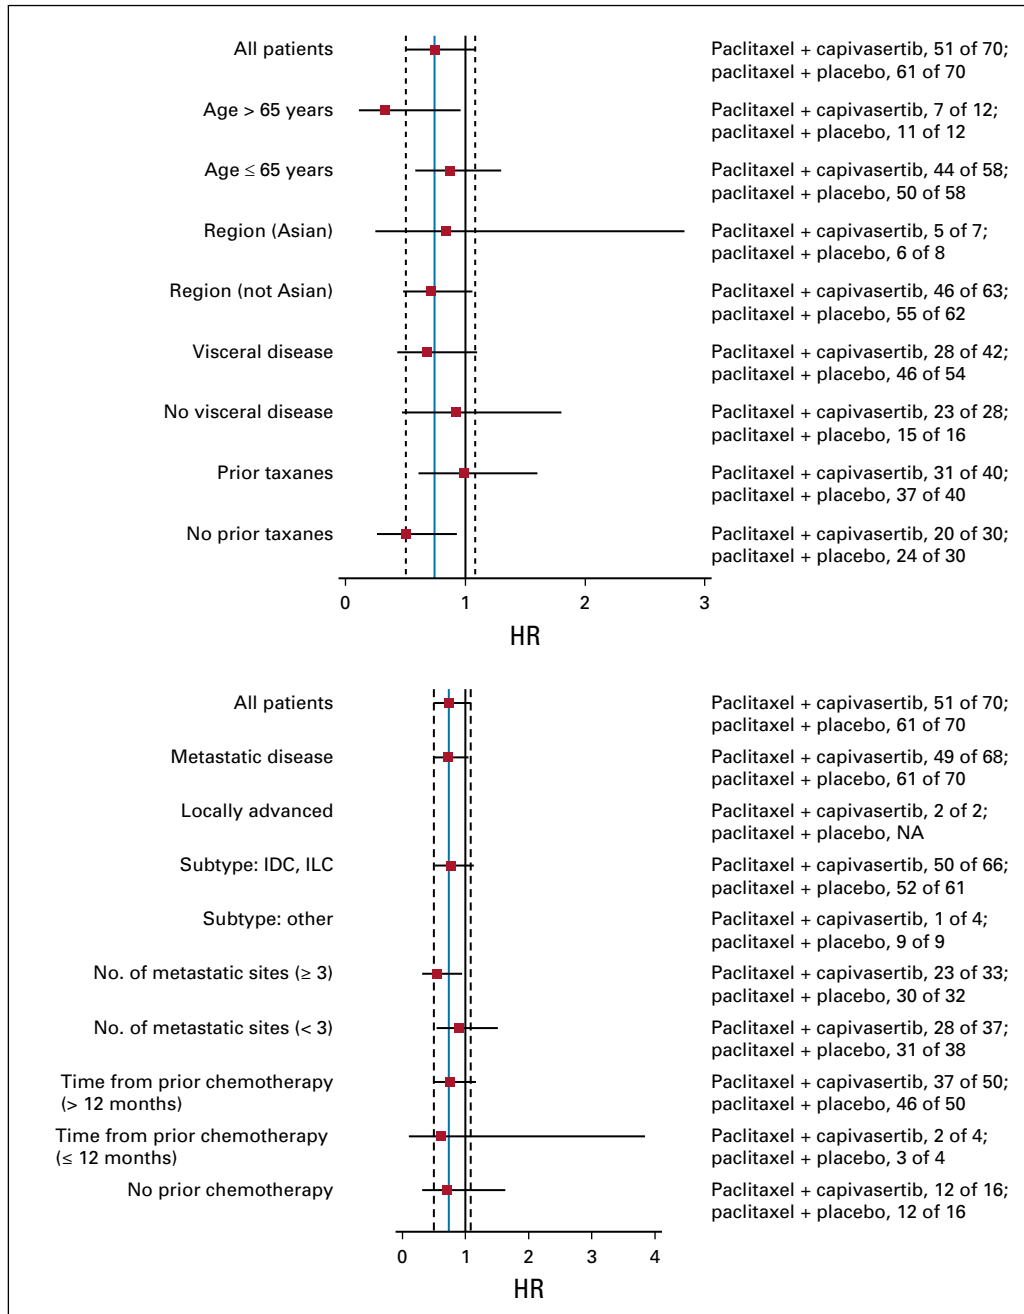 All patients
Paclitaxel + capivasertib, 51 of 70;
paclitaxel + placebo, 61 of 70
Age > 65 years
Paclitaxel + capivasertib, 7 of 12;
paclitaxel + placebo, 11 of 12
Age ≤ 65 years
Paclitaxel + capivasertib, 44 of 58;
paclitaxel + placebo, 50 of 58
Region (Asian)
Paclitaxel + capivasertib, 5 of 7;
paclitaxel + placebo, 6 of 8
Region (not Asian)
Paclitaxel + capivasertib, 46 of 63;
paclitaxel + placebo, 55 of 62
Visceral disease
Paclitaxel + capivasertib, 28 of 42;
paclitaxel + placebo, 46 of 54
No visceral disease
Paclitaxel + capivasertib, 23 of 28;
paclitaxel + placebo, 15 of 16
Prior taxanes
Paclitaxel + capivasertib, 31 of 40;
paclitaxel + placebo, 37 of 40
No prior taxanes
Paclitaxel + capivasertib, 20 of 30;
paclitaxel + placebo, 24 of 30
0 1 2 3
HR
All patients
Paclitaxel + capivasertib, 51 of 70;
paclitaxel + placebo, 61 of 70
Metastatic disease
Paclitaxel + capivasertib, 49 of 68;
paclitaxel + placebo, 61 of 70
Locally advanced
Paclitaxel + capivasertib, 2 of 2;
paclitaxel + placebo, NA
Subtype: IDC, ILC
Paclitaxel + capivasertib, 50 of 66;
paclitaxel + placebo, 52 of 61
Subtype: other
Paclitaxel + capivasertib, 1 of 4;
paclitaxel + placebo, 9 of 9
No. of metastatic sites (≥ 3)
Paclitaxel + capivasertib, 23 of 33;
paclitaxel + placebo, 30 of 32
No. of metastatic sites (< 3)
Paclitaxel + capivasertib, 28 of 37;
paclitaxel + placebo, 31 of 38
Time from prior chemotherapy
(> 12 months)
Paclitaxel + capivasertib, 37 of 50;
paclitaxel + placebo, 46 of 50
Time from prior chemotherapy
(≤ 12 months)
Paclitaxel + capivasertib, 2 of 4;
paclitaxel + placebo, 3 of 4
No prior chemotherapy
Paclitaxel + capivasertib, 12 of 16;
paclitaxel + placebo, 12 of 16
0 1 2 3 4
HR